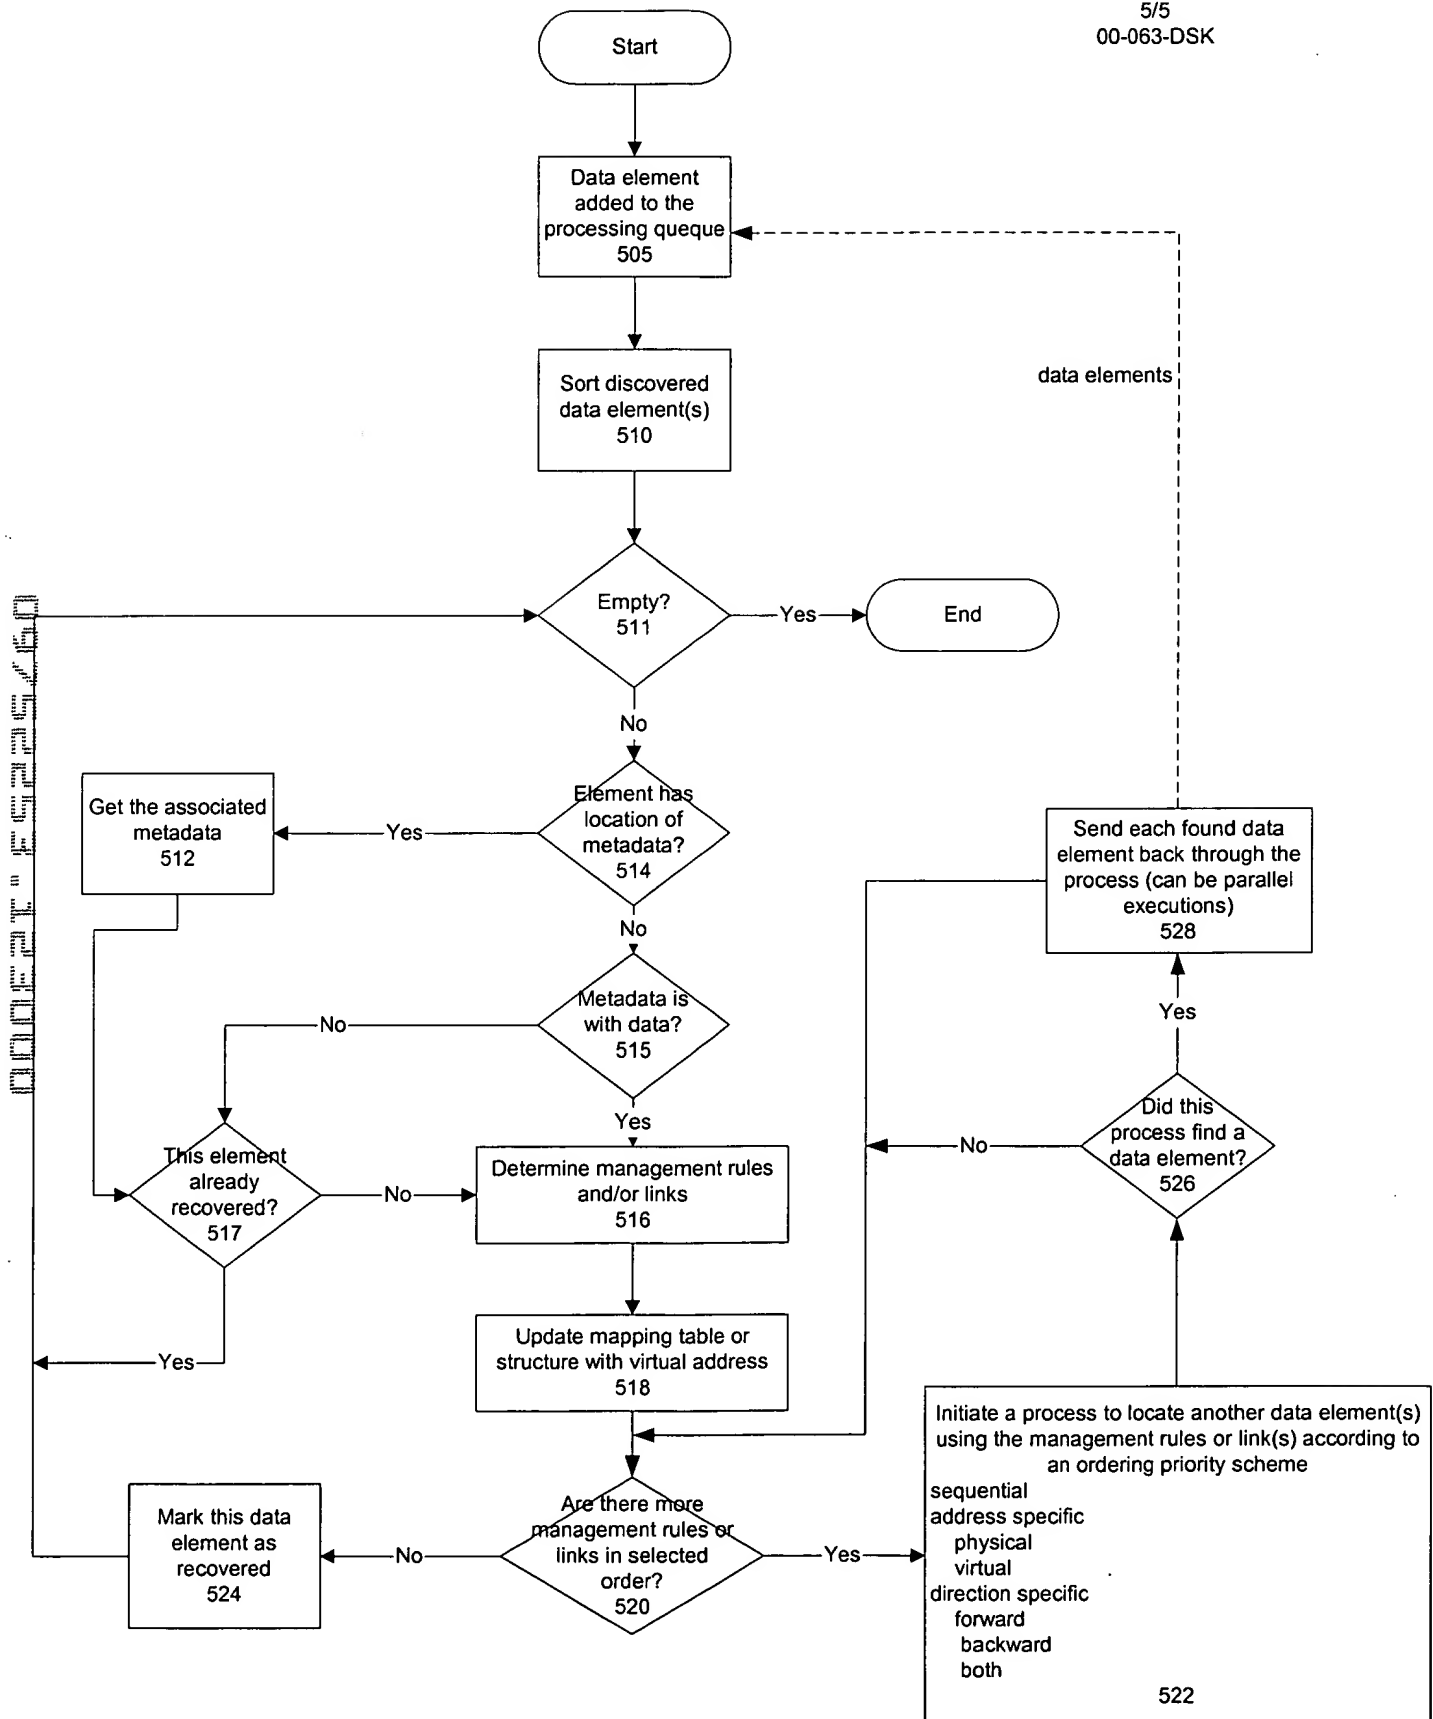 5/5
00-063-DSK
Start
Data element
added to the
processing queque
505
data elements
Sort discovered
data element(s)
510
Empty?
511
Yes
End
No
Element has
location of
metadata?
514
Yes
Get the associated
metadata
512
No
Metadata is
with data?
515
No
Yes
This element
already
recovered?
517
No
Yes
Determine management rules
and/or links
516
Update mapping table or
structure with virtual address
518
Are there more
management rules or
links in selected
order?
520
No
Mark this data
element as
recovered
524
Yes
Initiate a process to locate another data element(s)
using the management rules or link(s) according to
an ordering priority scheme
sequential
address specific
physical
virtual
direction specific
forward
backward
both
522
Did this
process find a
data element?
526
No
Yes
Send each found data
element back through the
process (can be parallel
executions)
528
09752253.123000